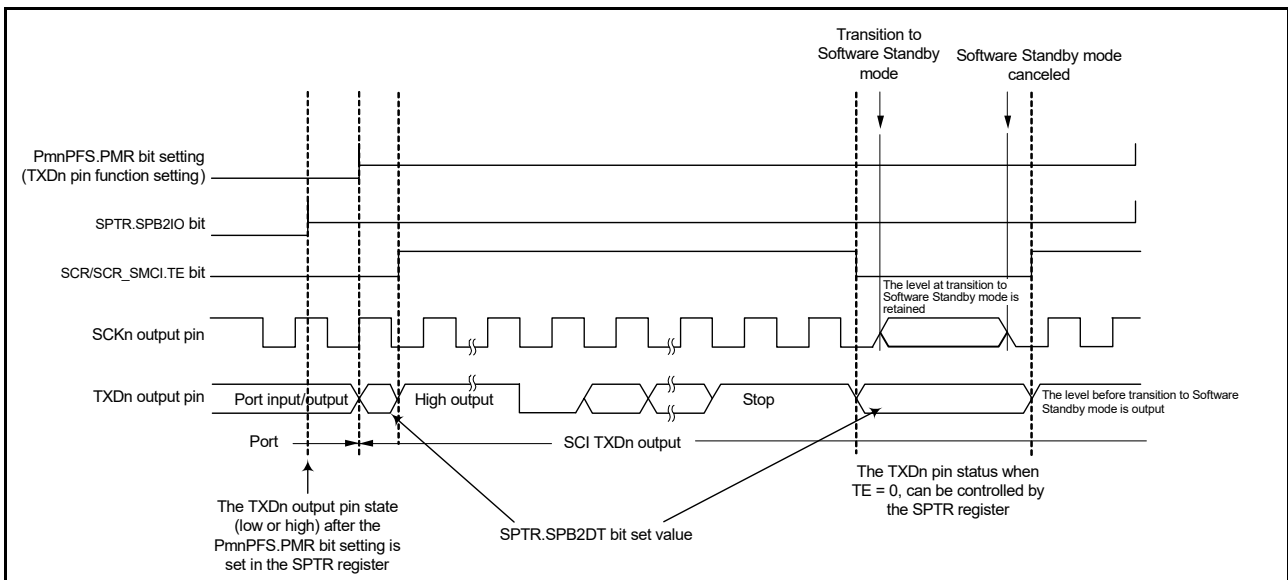 Transition to
Software Standby
mode
Software Standby mode
canceled
PmnPFS.PMR bit setting
(TXDn pin function setting)
SPTR.SPB2IO bit
SCR/SCR_SMCI.TE bit
The level at transition to
Software Standby mode is
retained
SCKn output pin
TXDn output pin
Port input/output
High output
Stop
The level before transition to Software
Standby mode is output
Port
SCI TXDn output
The TXDn output pin state
(low or high) after the
PmnPFS.PMR bit setting is
set in the SPTR register
SPTR.SPB2DT bit set value
The TXDn pin status when
TE = 0, can be controlled by
the SPTR register